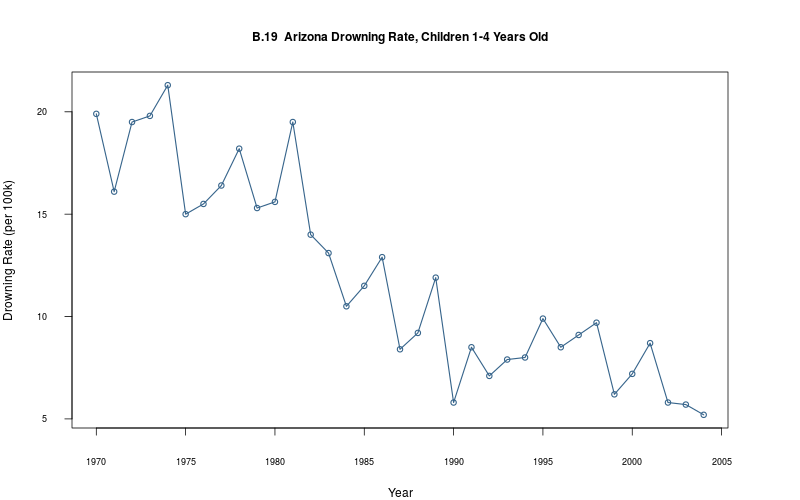 B.19 Arizona Drowning Rate, Children 1-4 Years Old
Drowning Rate (per 100k)
20
15
10
5
1970 1975 1980 1985 1990 1995 2000 2005
Year